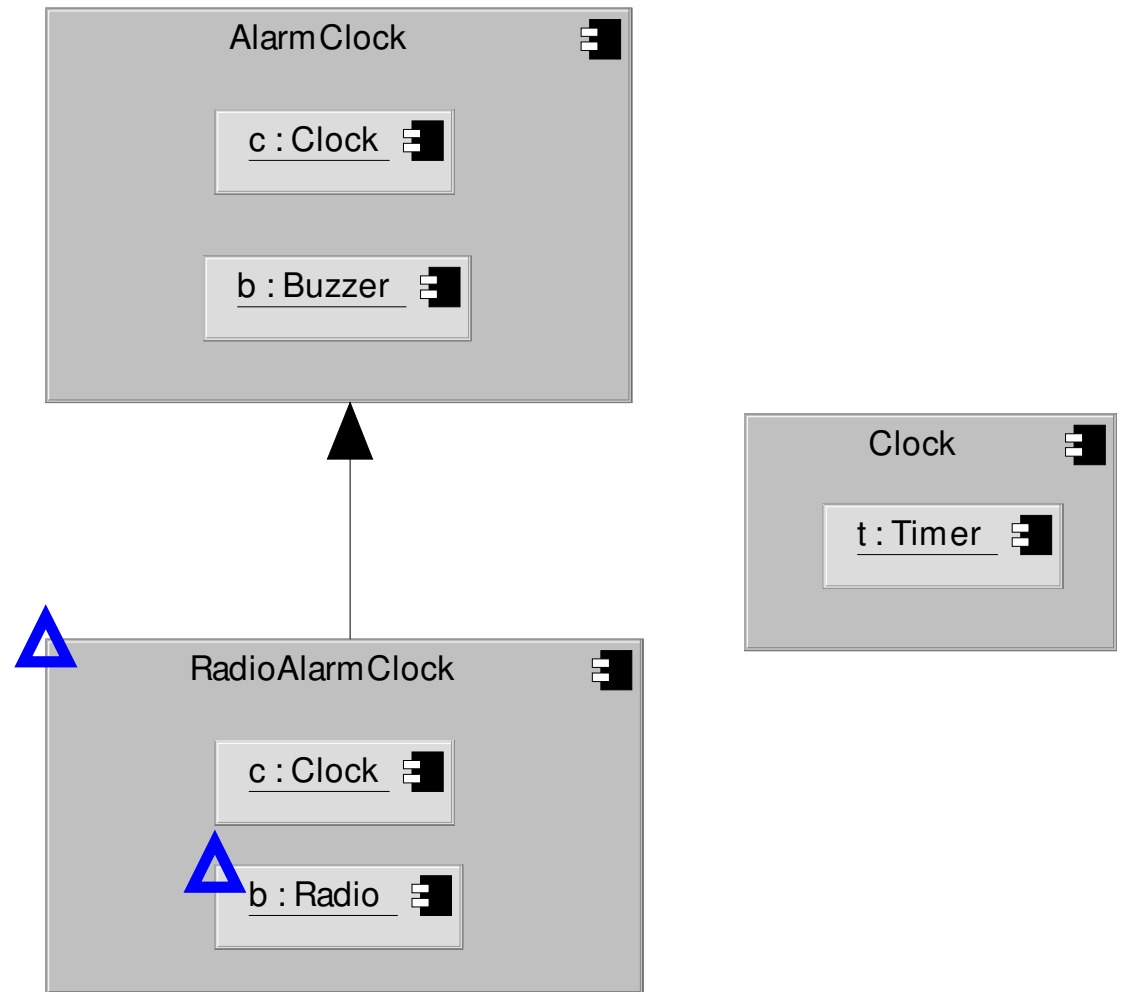 AlarmClock
c : Clock
b : Buzzer
Clock
t : Timer
RadioAlarmClock
c : Clock
b : Radio